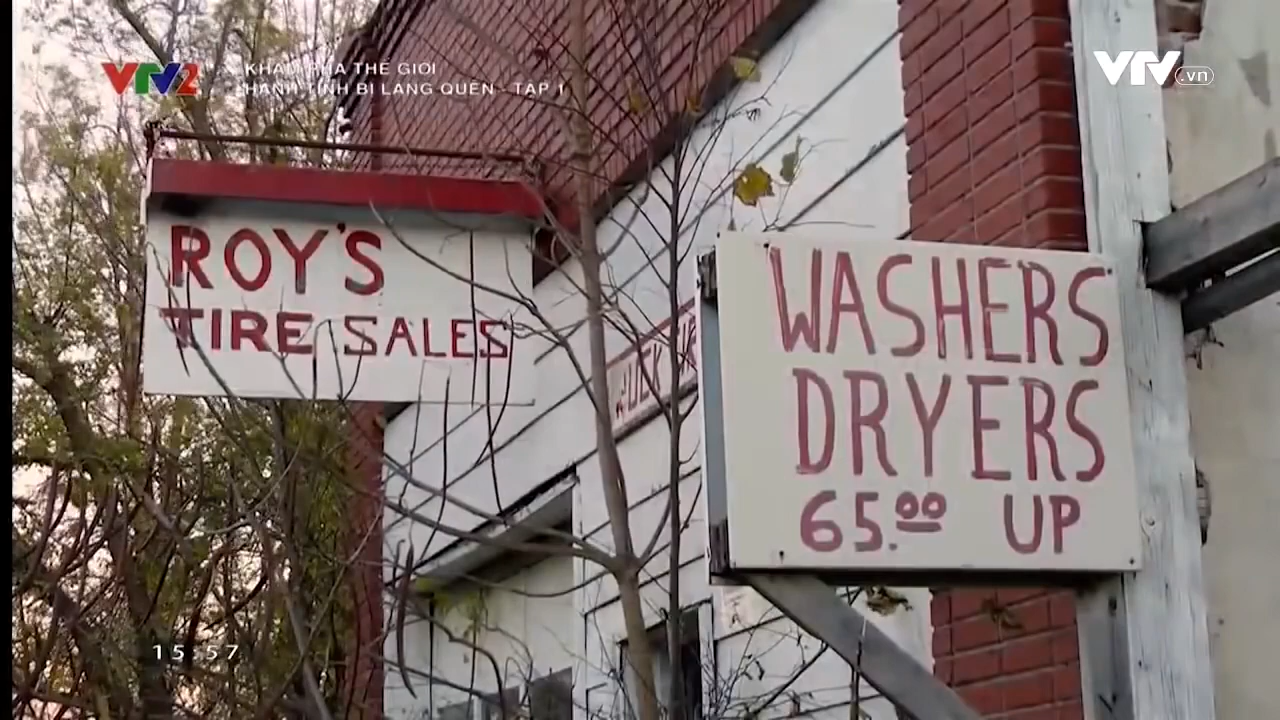 VTV2
KHÁM PHÁ THẾ GIỚI
HÀNH TINH BỊ LÃNG QUÊN - TẬP 1
VTV.vn
ROY'S
TIRE SALES
WASHERS
DRYERS
65.00 UP
15:57